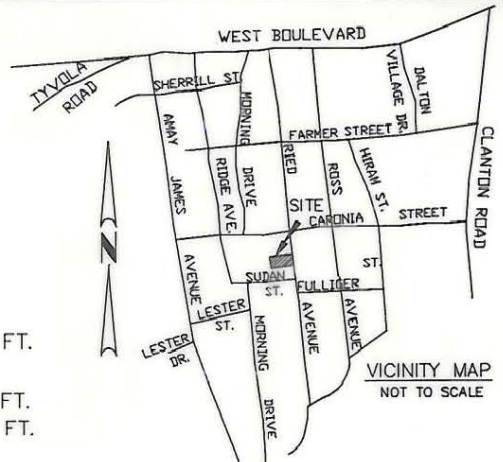 WEST BOULEVARD
TYVOLA ROAD
SHERRILL ST.
MORNING DRIVE
VILLAGE DR.
DALTON
FARMER STREET
AMAY JAMES AVENUE
RIDGE AVE.
RIED
ROSS
HIRAM ST.
CLANTON ROAD
SITE
CARONIA STREET
N
SUDAN ST.
FULLIGER
ST.
AVENUE
AVENUE
LESTER ST.
LESTER DR.
MORNING DRIVE
FT.
FT.
FT.
VICINITY MAP
NOT TO SCALE